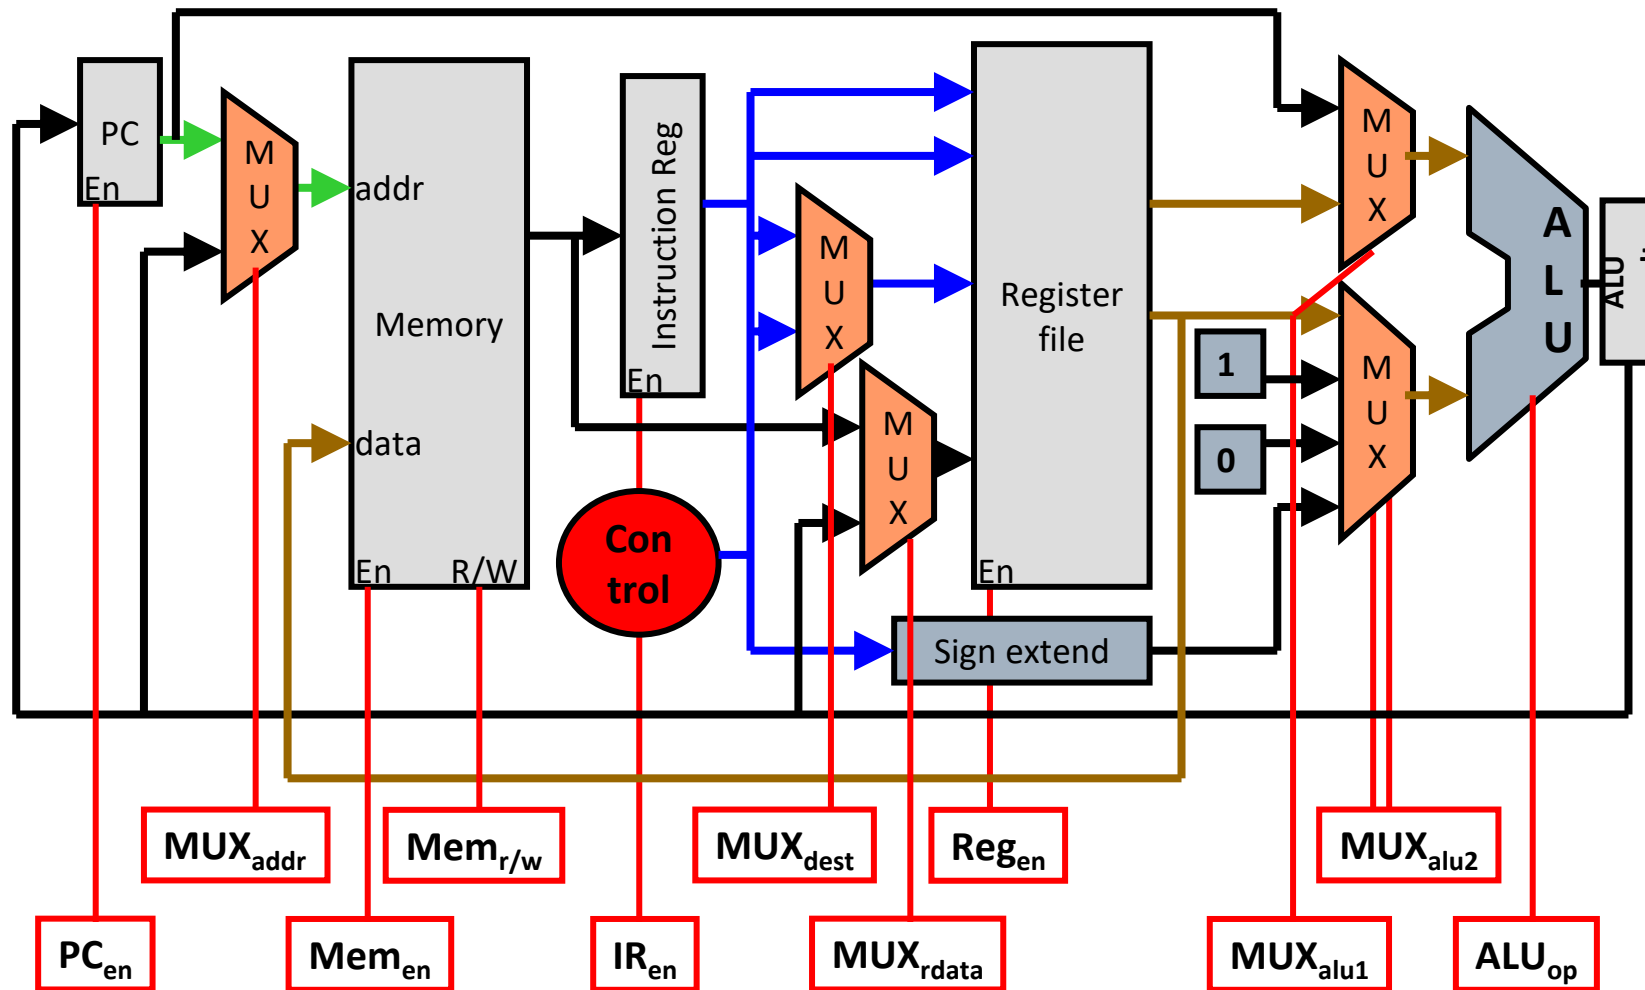 PC
En
M
U
X
addr
Memory
data
En
R/W
Instruction Reg
En
Con
trol
M
U
X
M
U
X
Register
file
En
Sign extend
1
0
M
U
X
M
U
X
A
L
U
ALU
MUXaddr
Memr/w
MUXdest
Regen
MUXalu2
PCen
Memen
IRen
MUXrdata
MUXalu1
ALUop